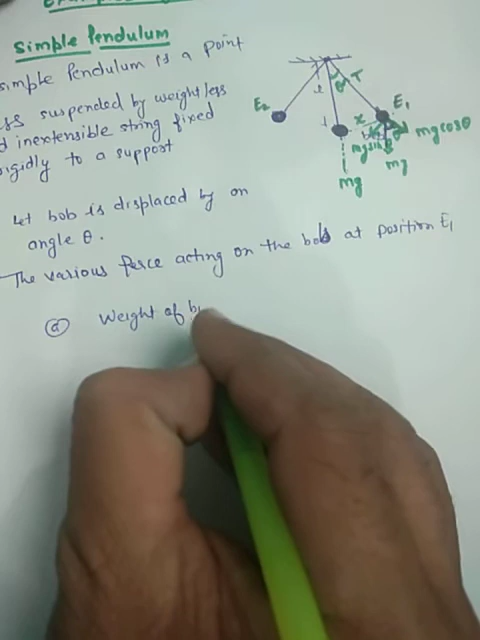 Simple Pendulum
simple Pendulum is a point
suspended by weightless
inextensible string fixed
rigidly to a support
Let bob is displaced by an
angle θ.
The various force acting on the bob at position E1
(a) Weight of b
E2
l
θ
T
E1
x
mg sinθ
mg cosθ
mg
mg